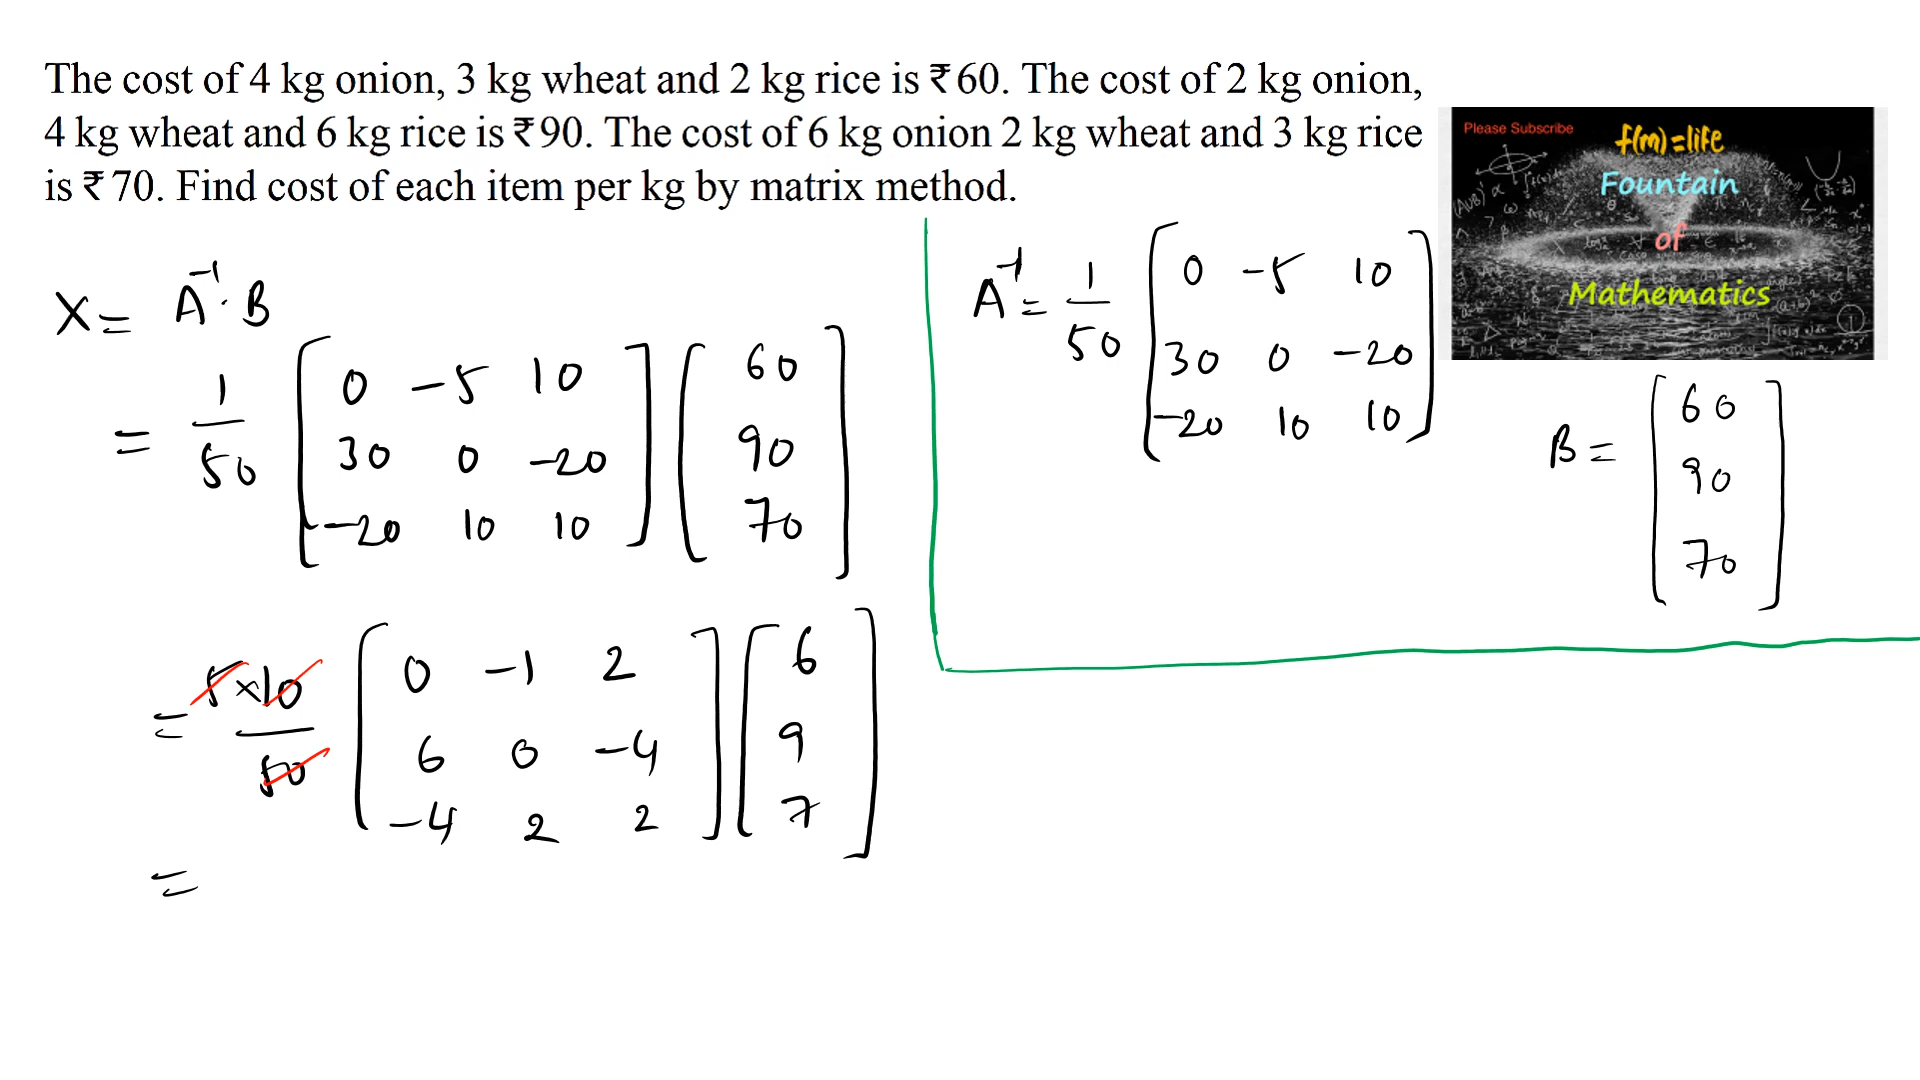 The cost of 4 kg onion, 3 kg wheat and 2 kg rice is ₹60. The cost of 2 kg onion,
4 kg wheat and 6 kg rice is ₹90. The cost of 6 kg onion 2 kg wheat and 3 kg rice
is ₹70. Find cost of each item per kg by matrix method.
Please Subscribe
f(m)=life
Fountain
of
Mathematics
X = A⁻¹·B
= 1/50 [0 -5 10
30 0 -20
-20 10 10] [60
90
70]
= 5×10/50 [0 -1 2
6 0 -4
-4 2 2] [6
9
7]
=
A⁻¹ = 1/50 [0 -5 10
30 0 -20
-20 10 10]
B = [60
90
70]